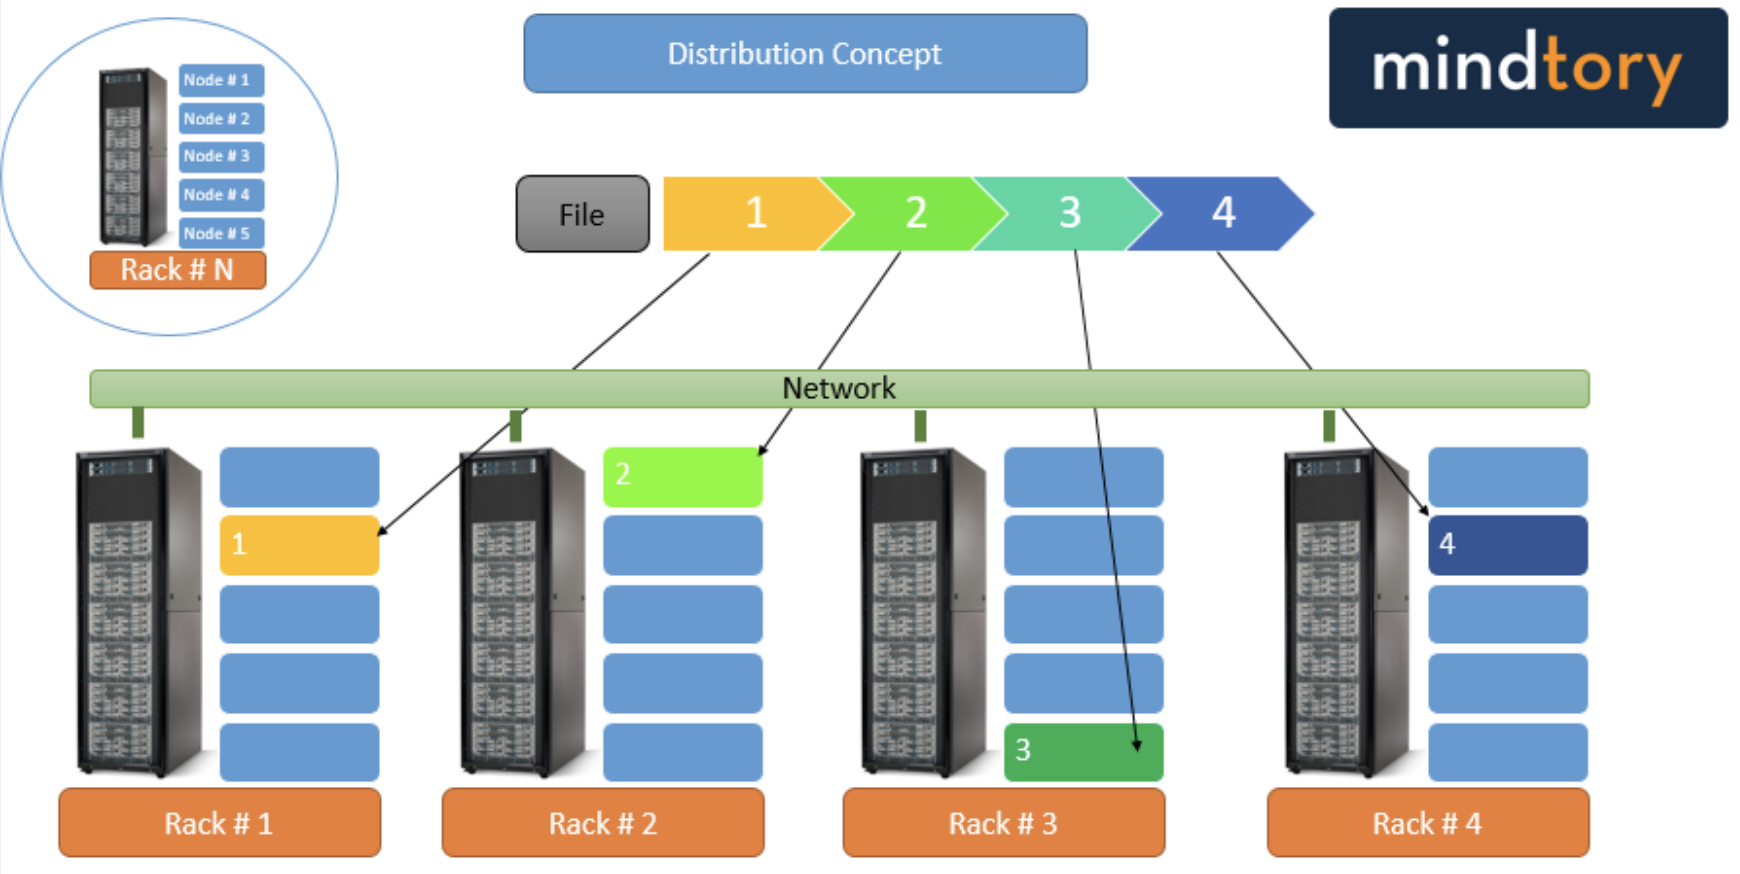 Distribution Concept
mindtory
Node # 1
Node # 2
Node # 3
Node # 4
Node # 5
Rack # N
File
1
2
3
4
Network
1
2
3
4
Rack # 1
Rack # 2
Rack # 3
Rack # 4